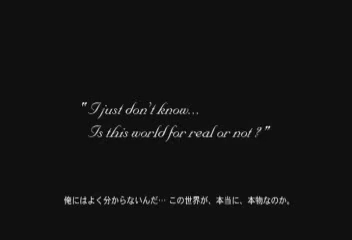 "I just don't know...
Is this world for real or not?"
俺にはよく分からないんだ… この世界が、本当に、本物なのか。